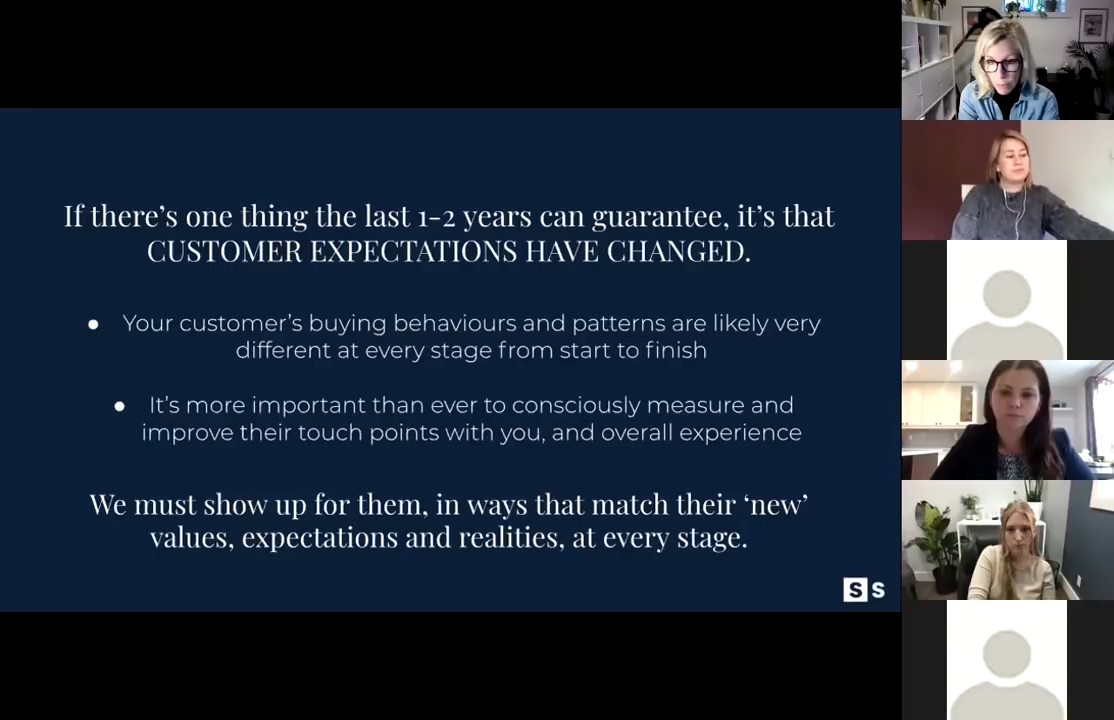 If there's one thing the last 1-2 years can guarantee, it's that
CUSTOMER EXPECTATIONS HAVE CHANGED.
● Your customer's buying behaviours and patterns are likely very
different at every stage from start to finish
● It's more important than ever to consciously measure and
improve their touch points with you, and overall experience
We must show up for them, in ways that match their ‘new’
values, expectations and realities, at every stage.
S S